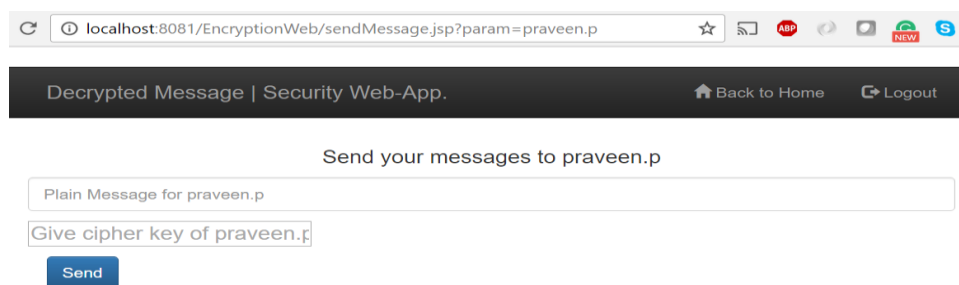 localhost:8081/EncryptionWeb/sendMessage.jsp?param=praveen.p
ABP
NEW
S
Decrypted Message | Security Web-App.
Back to Home
Logout
Send your messages to praveen.p
Plain Message for praveen.p
Give cipher key of praveen.p
Send